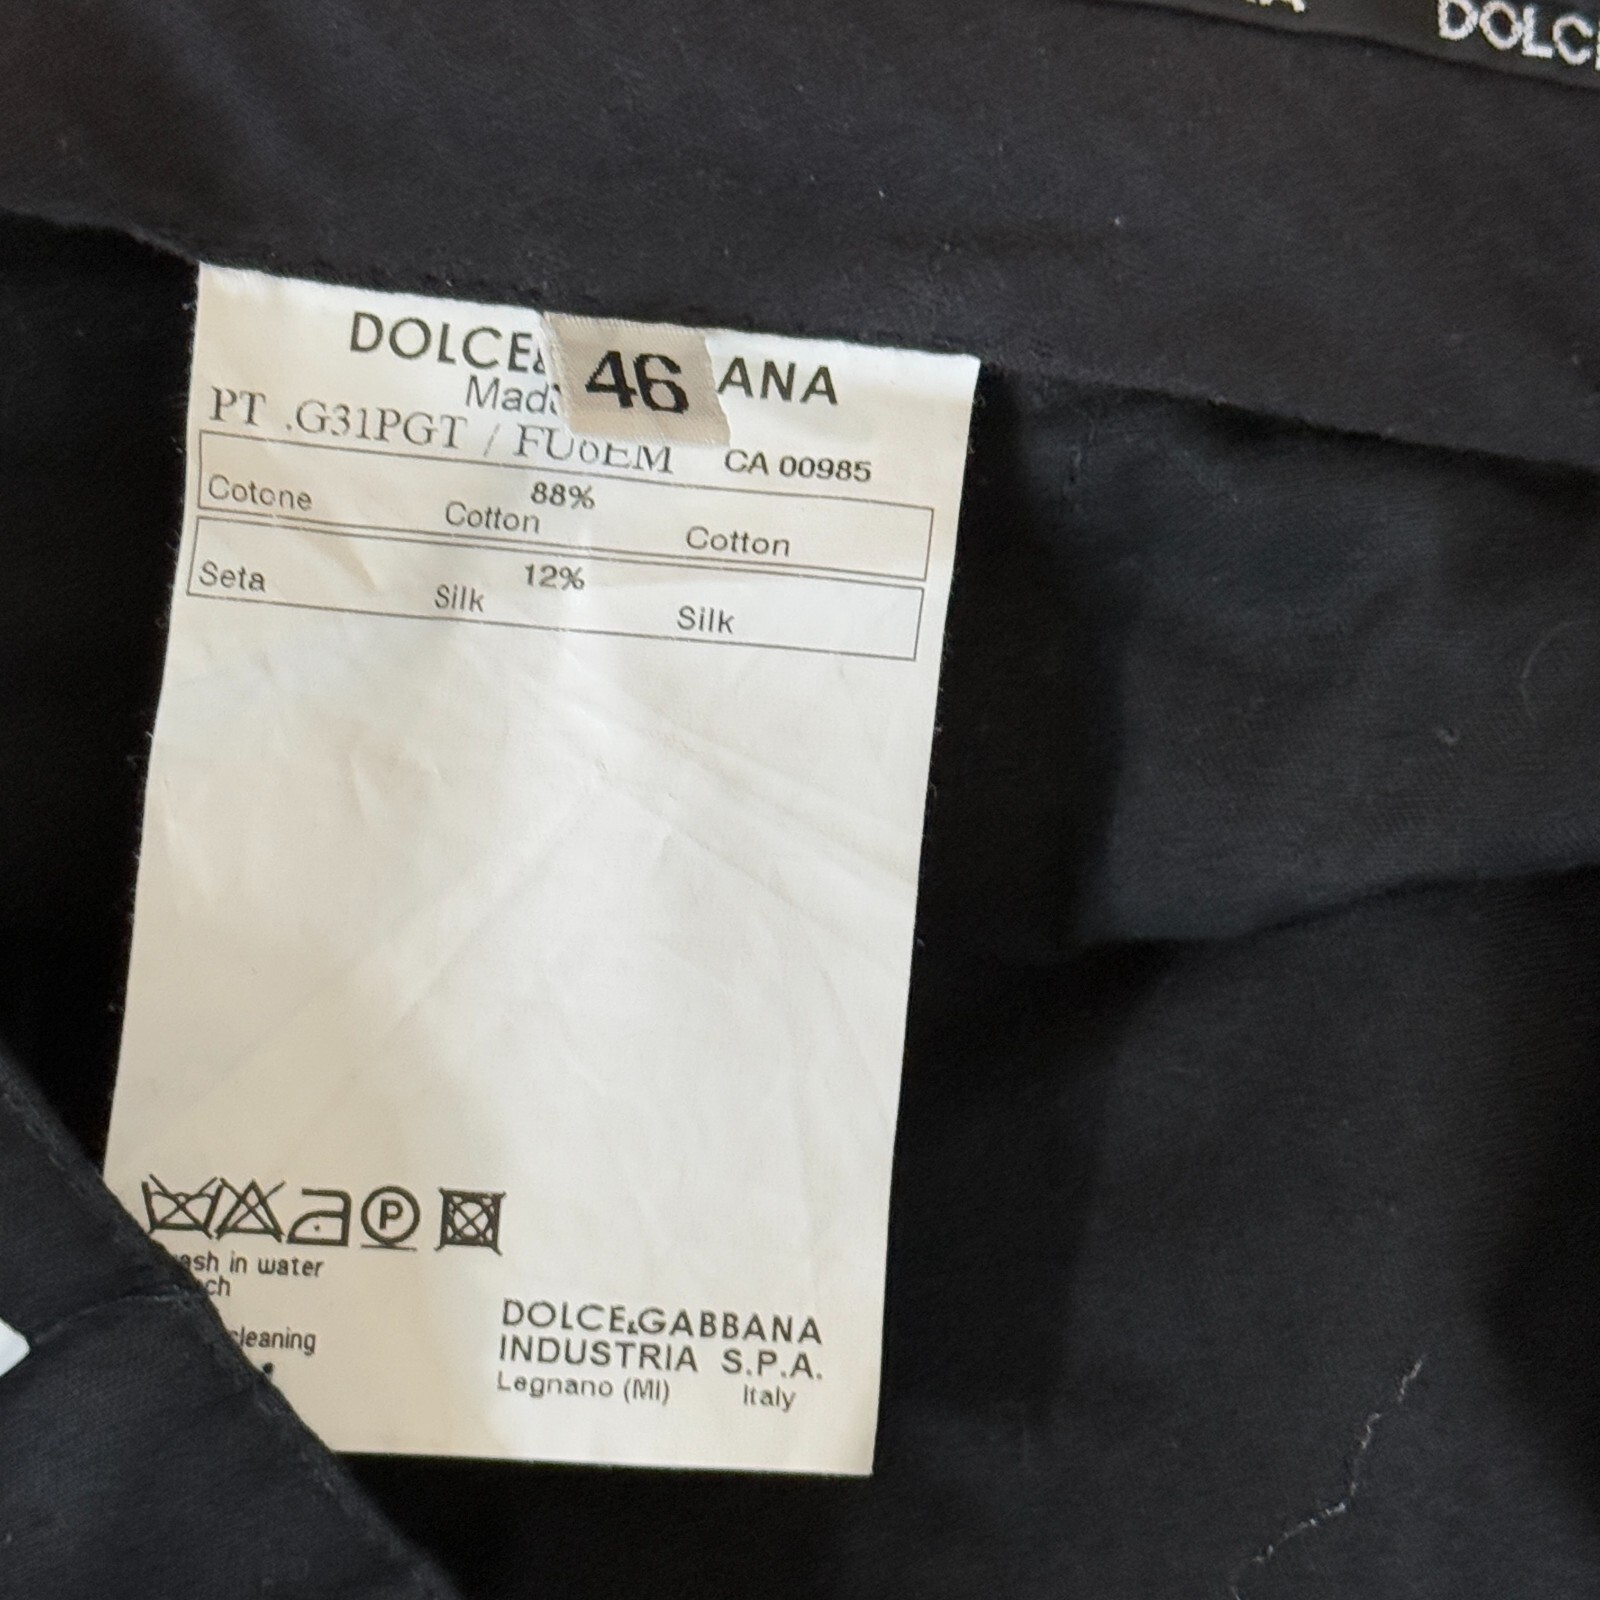 DOLC
DOLCE& 46 ANA
Mad
PT .G31PGT / FU6EM CA 00985
Cotone 88% Cotton Cotton
Seta 12% Silk Silk
P
ash in water
ch
cleaning
DOLCE&GABBANA
INDUSTRIA S.P.A.
Legnano (MI) Italy